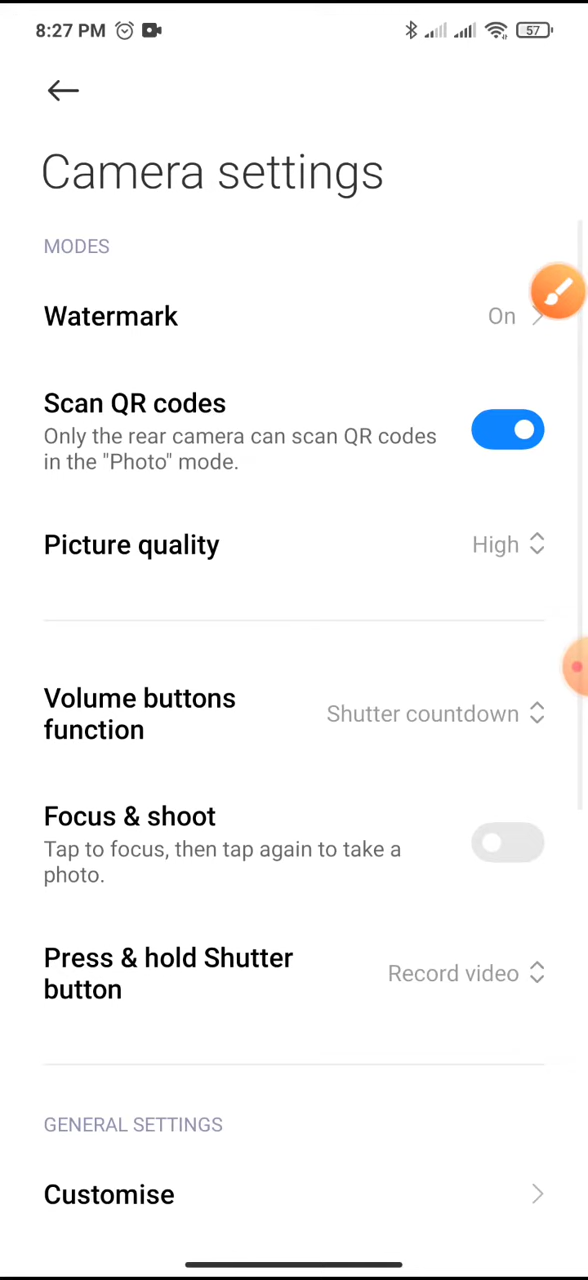 8:27 PM 57
Camera settings
MODES
Watermark On
Scan QR codes
Only the rear camera can scan QR codes
in the "Photo" mode.
Picture quality High
Volume buttons
function
Shutter countdown
Focus & shoot
Tap to focus, then tap again to take a
photo.
Press & hold Shutter
button
Record video
GENERAL SETTINGS
Customise